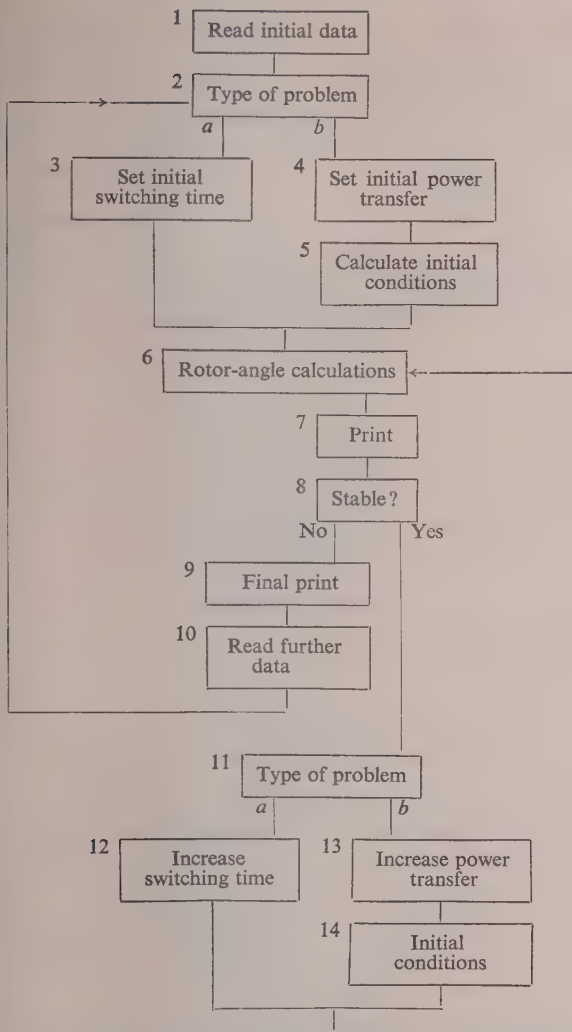 1
Read initial data
2
Type of problem
a b
3
Set initial
switching time
4
Set initial power
transfer
5
Calculate initial
conditions
6
Rotor-angle calculations
7
Print
8
Stable?
No Yes
9
Final print
10
Read further
data
11
Type of problem
a b
12
Increase
switching time
13
Increase power
transfer
14
Initial
conditions